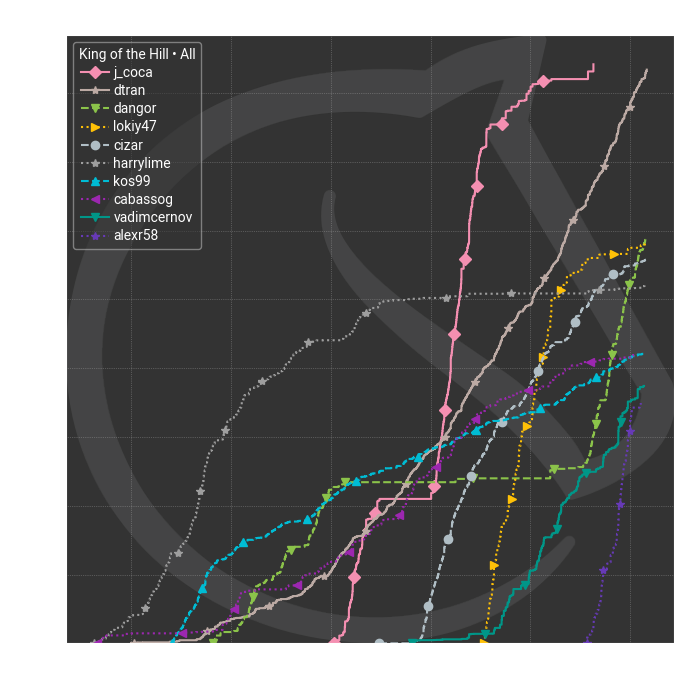 King of the Hill • All
j_coca
dtran
dangor
lokiy47
cizar
harrylime
kos99
cabassog
vadimcernov
alexr58